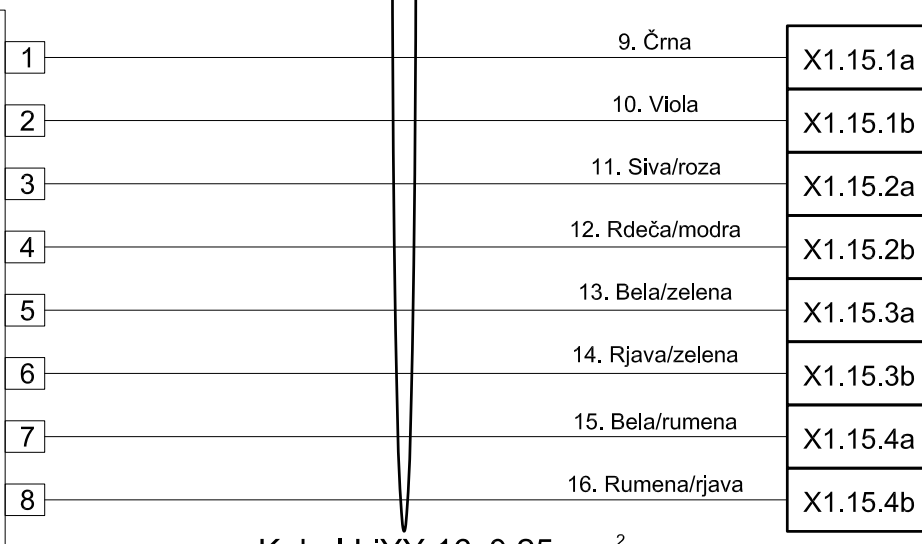 1 9. Črna X1.15.1a
2 10. Viola X1.15.1b
3 11. Siva/roza X1.15.2a
4 12. Rdeča/modra X1.15.2b
5 13. Bela/zelena X1.15.3a
6 14. Rjava/zelena X1.15.3b
7 15. Bela/rumena X1.15.4a
8 16. Rumena/rjava X1.15.4b